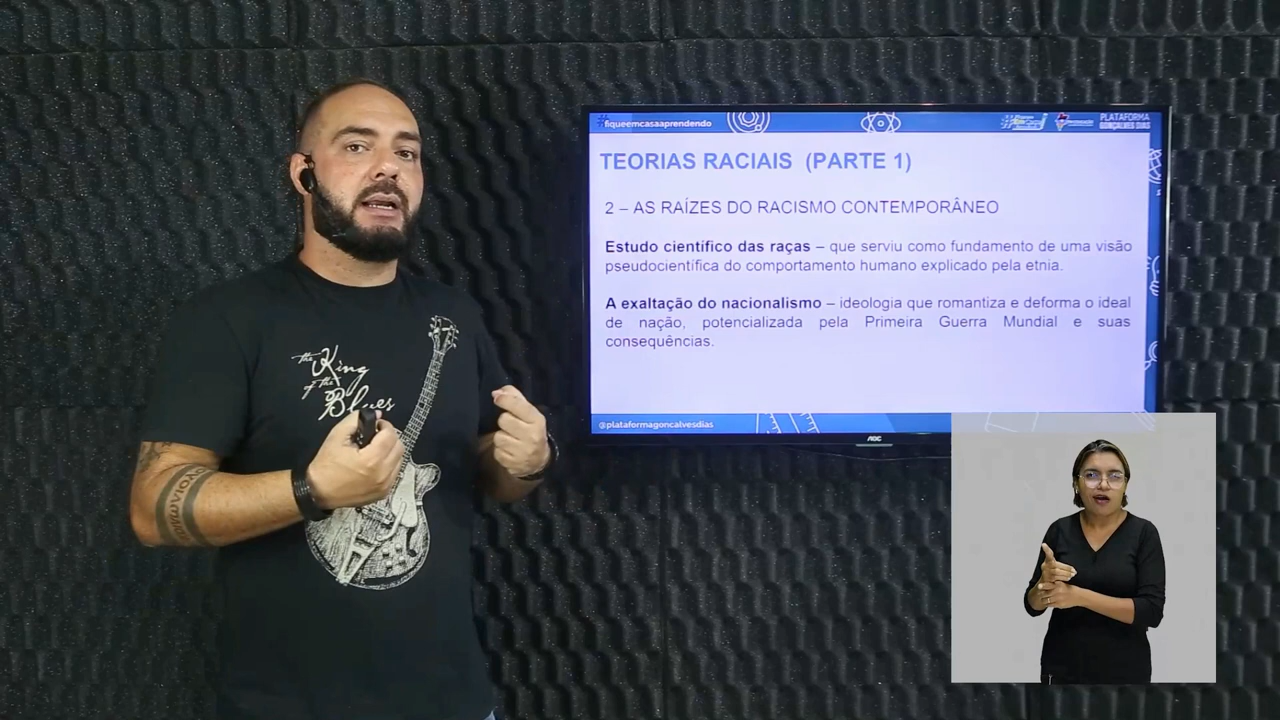 #fiqueemcasaaprendendo
PLATAFORMA
GONÇALVES DIAS
TEORIAS RACIAIS (PARTE 1)
2 – AS RAÍZES DO RACISMO CONTEMPORÂNEO
Estudo científico das raças – que serviu como fundamento de uma visão
pseudocientífica do comportamento humano explicado pela etnia.
A exaltação do nacionalismo – ideologia que romantiza e deforma o ideal
de nação, potencializada pela Primeira Guerra Mundial e suas
consequências.
@plataformagoncalvesdias
AOC
the King
of the
Blues